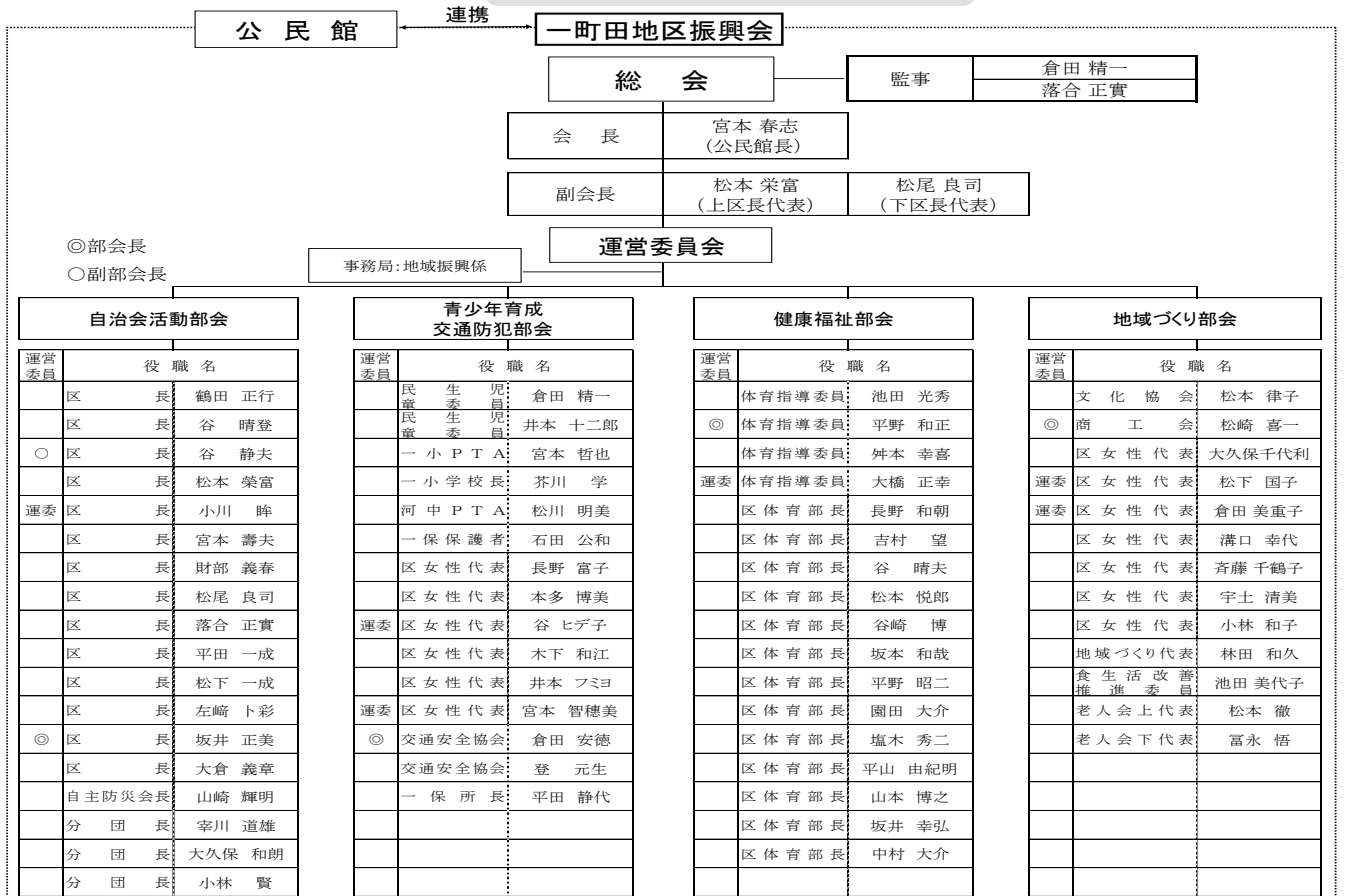 連携
公民館
一町田地区振興会
総会
監事
倉田 精一
落合 正實
会長
宮本 春志
(公民館長)
副会長
松本 栄富
(上区長代表)
松尾 良司
(下区長代表)
運営委員会
◎部会長
○副部会長
事務局:地域振興係
自治会活動部会
運営委員 役職名
区長 鶴田 正行
区長 谷 晴登
○ 区長 谷 静夫
区長 松本 榮富
運委 区長 小川 眸
区長 宮本 壽夫
区長 財部 義春
区長 松尾 良司
区長 落合 正實
区長 平田 一成
区長 松下 一成
区長 左﨑 卜彩
◎ 区長 坂井 正美
区長 大倉 義章
自主防災会長 山崎 輝明
分団長 宰川 道雄
分団長 大久保 和朗
分団長 小林 賢
青少年育成
交通防犯部会
運営委員 役職名
民生児童委員 倉田 精一
民生児童委員 井本 十二郎
一小PTA 宮本 哲也
一小学校長 芥川 学
河中PTA 松川 明美
一保保護者 石田 公和
区女性代表 長野 富子
区女性代表 本多 博美
運委 区女性代表 谷 ヒデ子
区女性代表 木下 和江
区女性代表 井本 フミヨ
運委 区女性代表 宮本 智穂美
◎ 交通安全協会 倉田 安徳
交通安全協会 登 元生
一保所長 平田 静代
健康福祉部会
運営委員 役職名
体育指導委員 池田 光秀
◎ 体育指導委員 平野 和正
体育指導委員 舛本 幸喜
運委 体育指導委員 大橋 正幸
区体育部長 長野 和朝
区体育部長 吉村 望
区体育部長 谷 晴夫
区体育部長 松本 悦郎
区体育部長 谷崎 博
区体育部長 坂本 和哉
区体育部長 平野 昭二
区体育部長 園田 大介
区体育部長 塩木 秀二
区体育部長 平山 由紀明
区体育部長 山本 博之
区体育部長 坂井 幸弘
区体育部長 中村 大介
地域づくり部会
運営委員 役職名
文化協会 松本 律子
◎ 商工会 松崎 喜一
区女性代表 大久保千代利
運委 区女性代表 松下 国子
運委 区女性代表 倉田 美重子
区女性代表 溝口 幸代
区女性代表 斉藤 千鶴子
区女性代表 宇土 清美
区女性代表 小林 和子
地域づくり代表 林田 和久
食生活改善推進委員 池田 美代子
老人会上代表 松本 徹
老人会下代表 冨永 悟